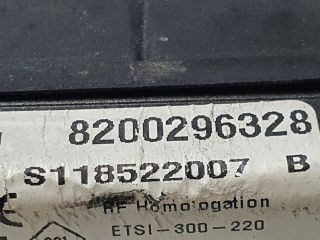 8200296328
S118522007 B
RF Homologation
ETSI-300-220